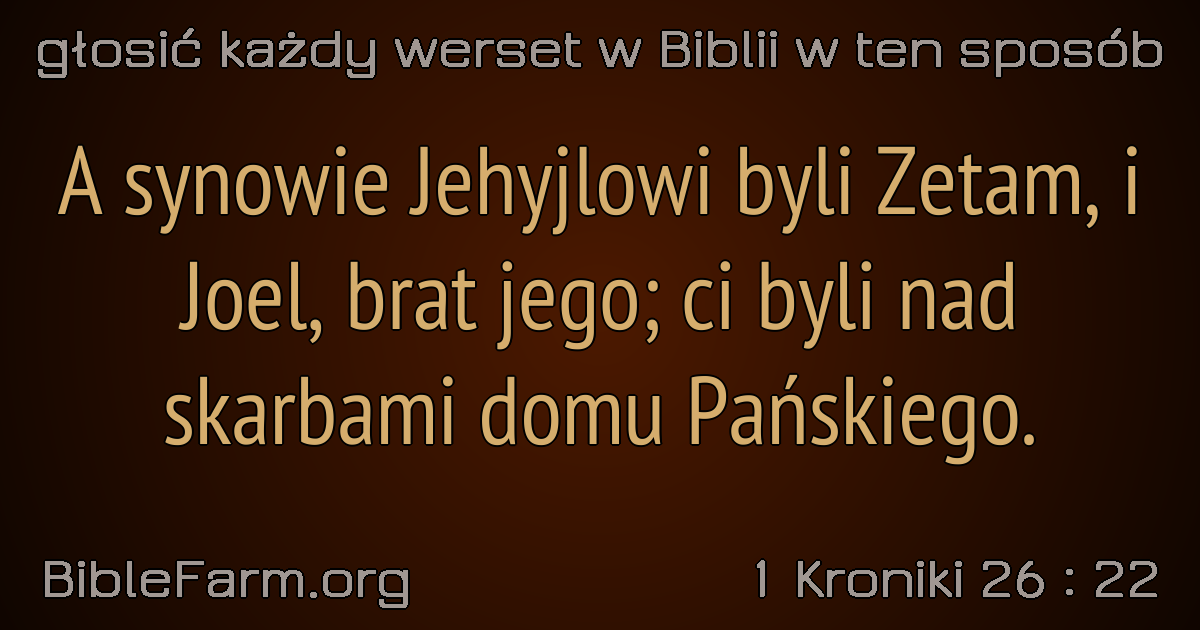 głosić każdy werset w Biblii w ten sposób
A synowie Jehyjlowi byli Zetam, i
Joel, brat jego; ci byli nad
skarbami domu Pańskiego.
BibleFarm.org
1 Kroniki 26 : 22